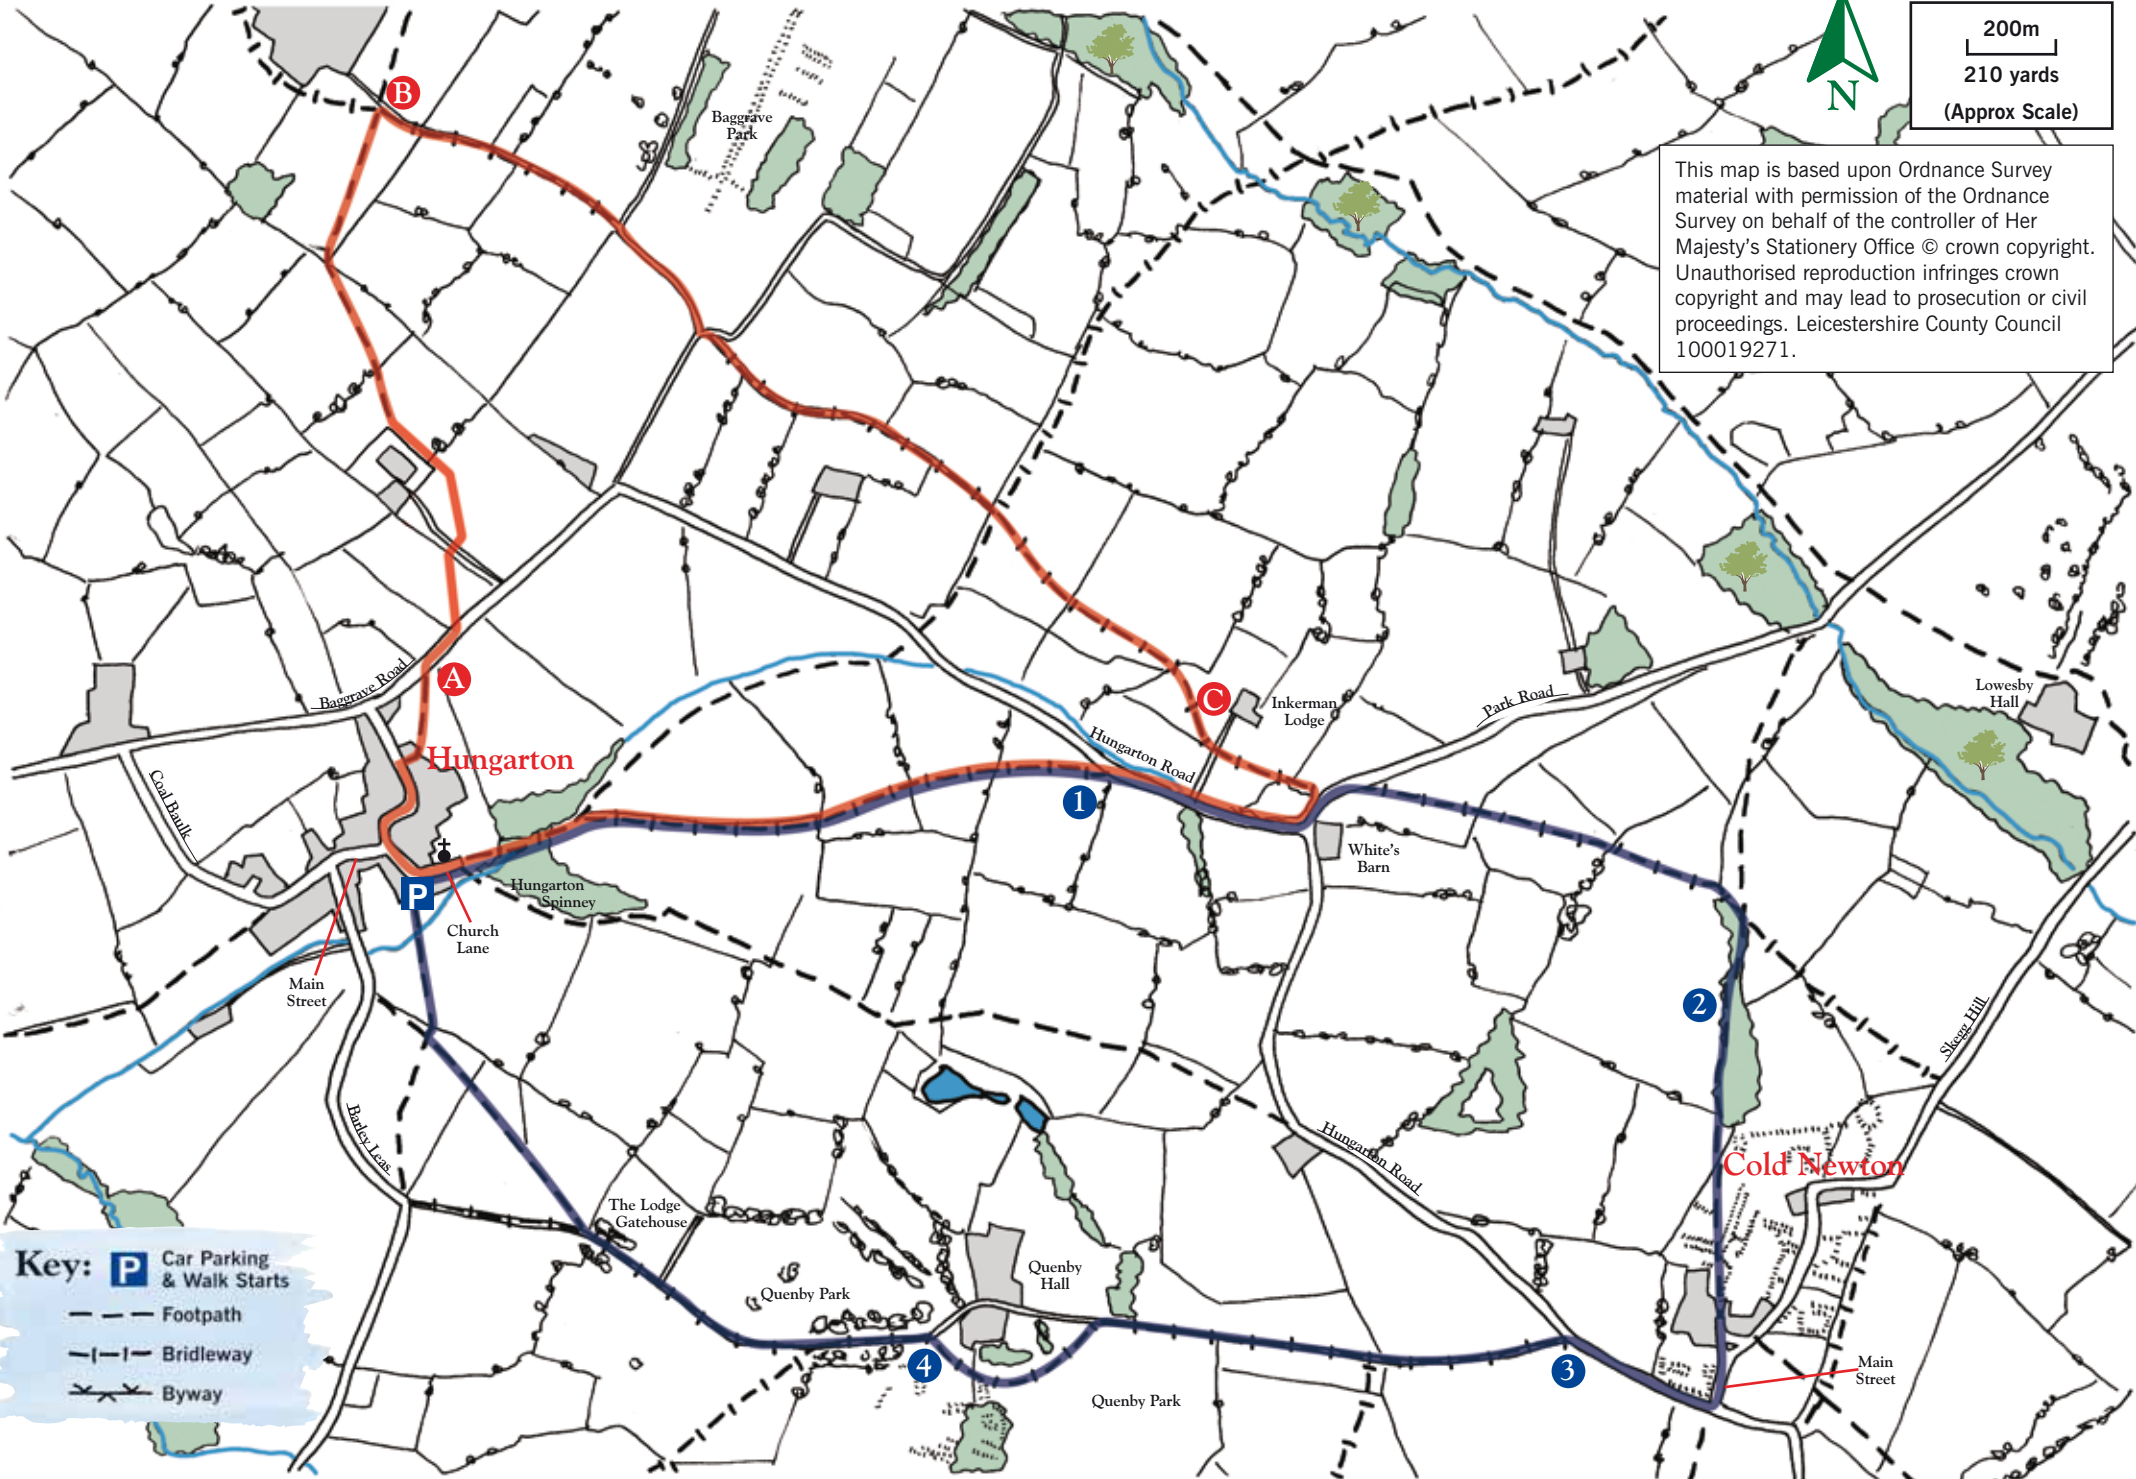 200m
210 yards
(Approx Scale)
N
This map is based upon Ordnance Survey
material with permission of the Ordnance
Survey on behalf of the controller of Her
Majesty's Stationery Office © crown copyright.
Unauthorised reproduction infringes crown
copyright and may lead to prosecution or civil
proceedings. Leicestershire County Council
100019271.
B
Baggrave
Park
A
Baggrave Road
C
Inkerman
Lodge
Park Road
Lowesby
Hall
Hungarton
Hungarton Road
Coal Baulk
1
White's
Barn
P
Hungarton
Spinney
Church
Lane
Main
Street
2
Skegg Hill
Barley Leas
Hungarton Road
Cold Newton
The Lodge
Gatehouse
Quenby Park
Quenby
Hall
4
3
Main
Street
Quenby Park
Key:
P
Car Parking
& Walk Starts
Footpath
Bridleway
Byway